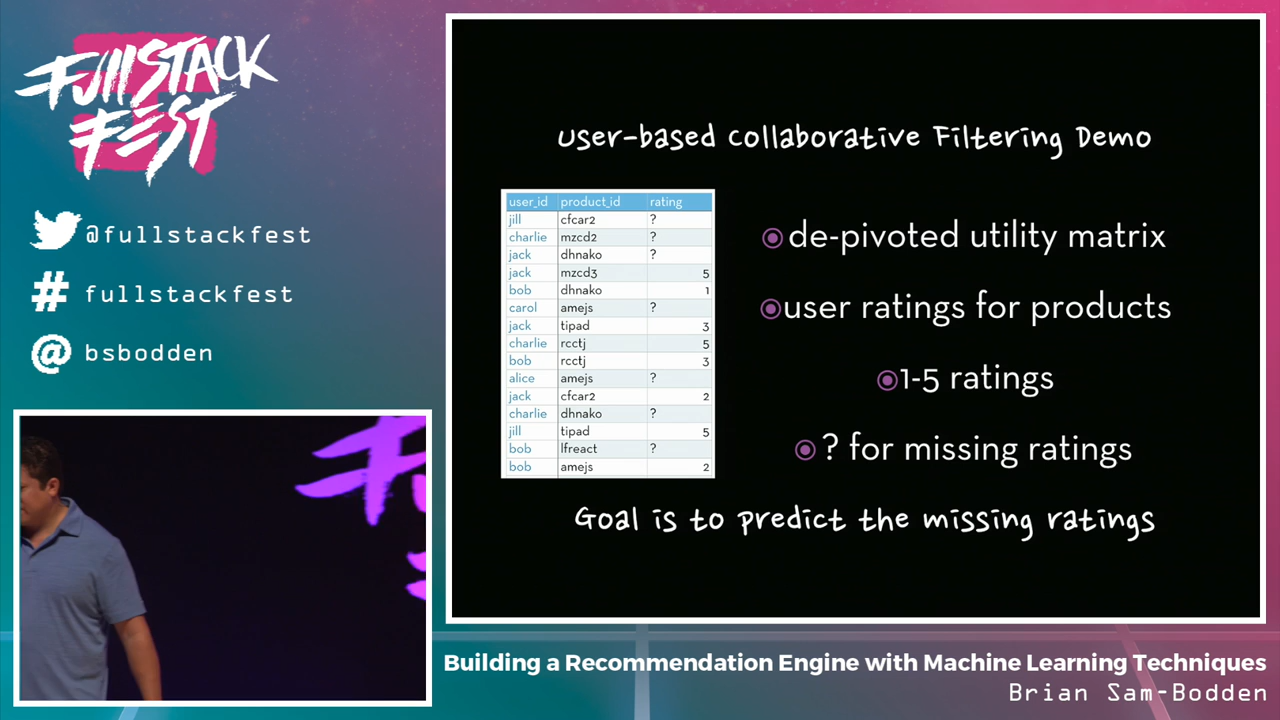 FullSTACK
FEST
@fullstackfest
# fullstackfest
@ bsbodden
User-based Collaborative Filtering Demo
user_id product_id rating
jill cfcar2 ?
charlie mzcd2 ?
jack dhnako ?
jack mzcd3 5
bob dhnako 1
carol amejs ?
jack tipad 3
charlie rcctj 5
bob rcctj 3
alice amejs ?
jack cfcar2 2
charlie dhnako ?
jill tipad 5
bob lfreact ?
bob amejs 2
de-pivoted utility matrix
user ratings for products
1-5 ratings
? for missing ratings
Goal is to predict the missing ratings
Building a Recommendation Engine with Machine Learning Techniques
Brian Sam-Bodden